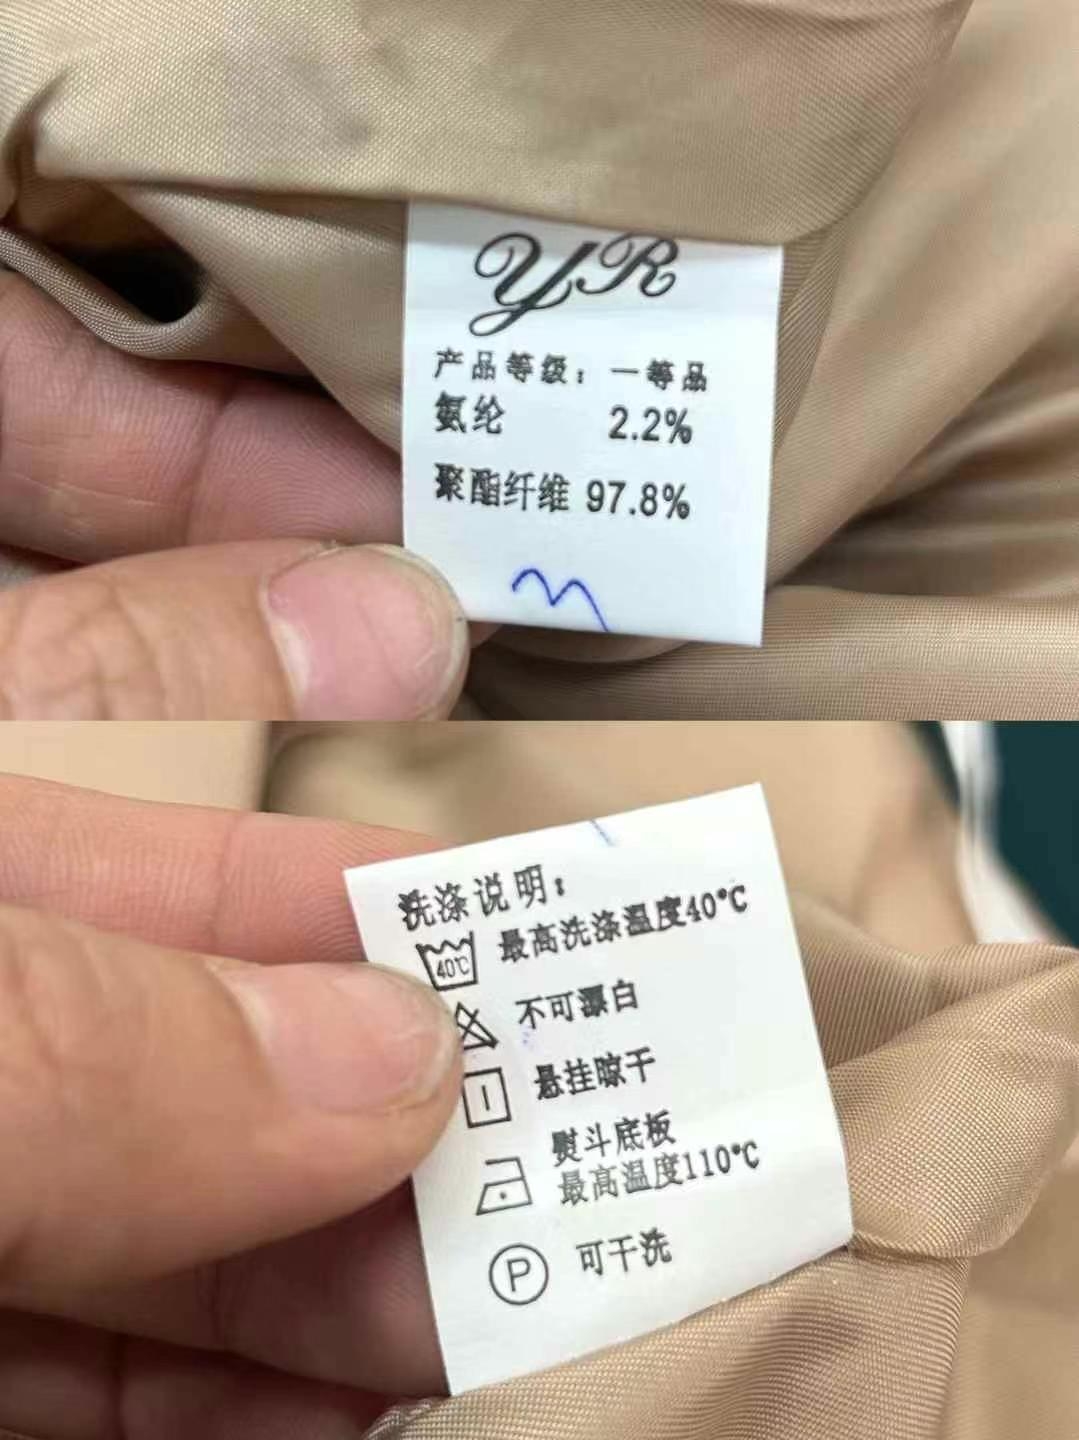 YR
产品等级：一等品
氨纶 2.2%
聚酯纤维 97.8%
洗涤说明：
40℃ 最高洗涤温度40℃
不可漂白
悬挂晾干
熨斗底板
最高温度110℃
P 可干洗